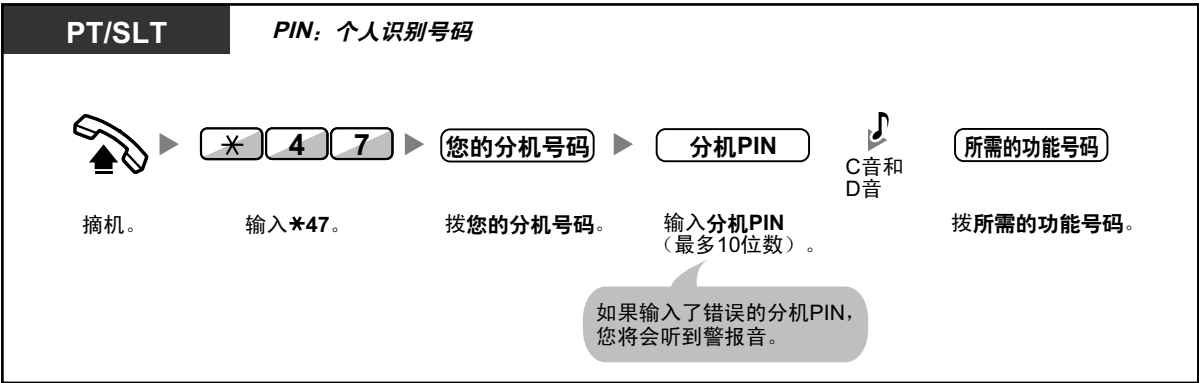 PT/SLT
PIN：个人识别号码
＊ 4 7
您的分机号码
分机PIN
C音和
D音
所需的功能号码
摘机。
输入＊47。
拨您的分机号码。
输入分机PIN
（最多10位数）。
拨所需的功能号码。
如果输入了错误的分机PIN，
您将会听到警报音。